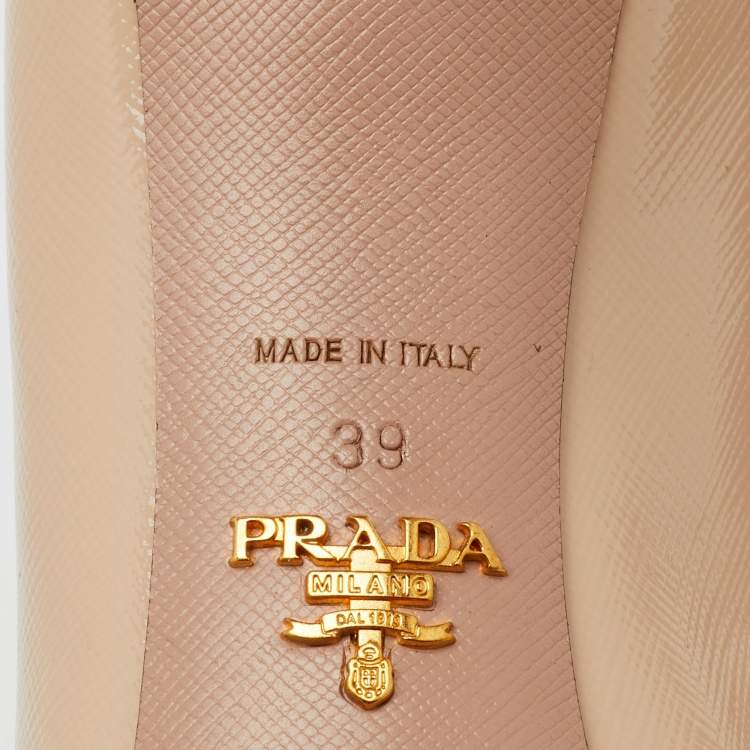 MADE IN ITALY
39
PRADA
MILANO
DAL 1913